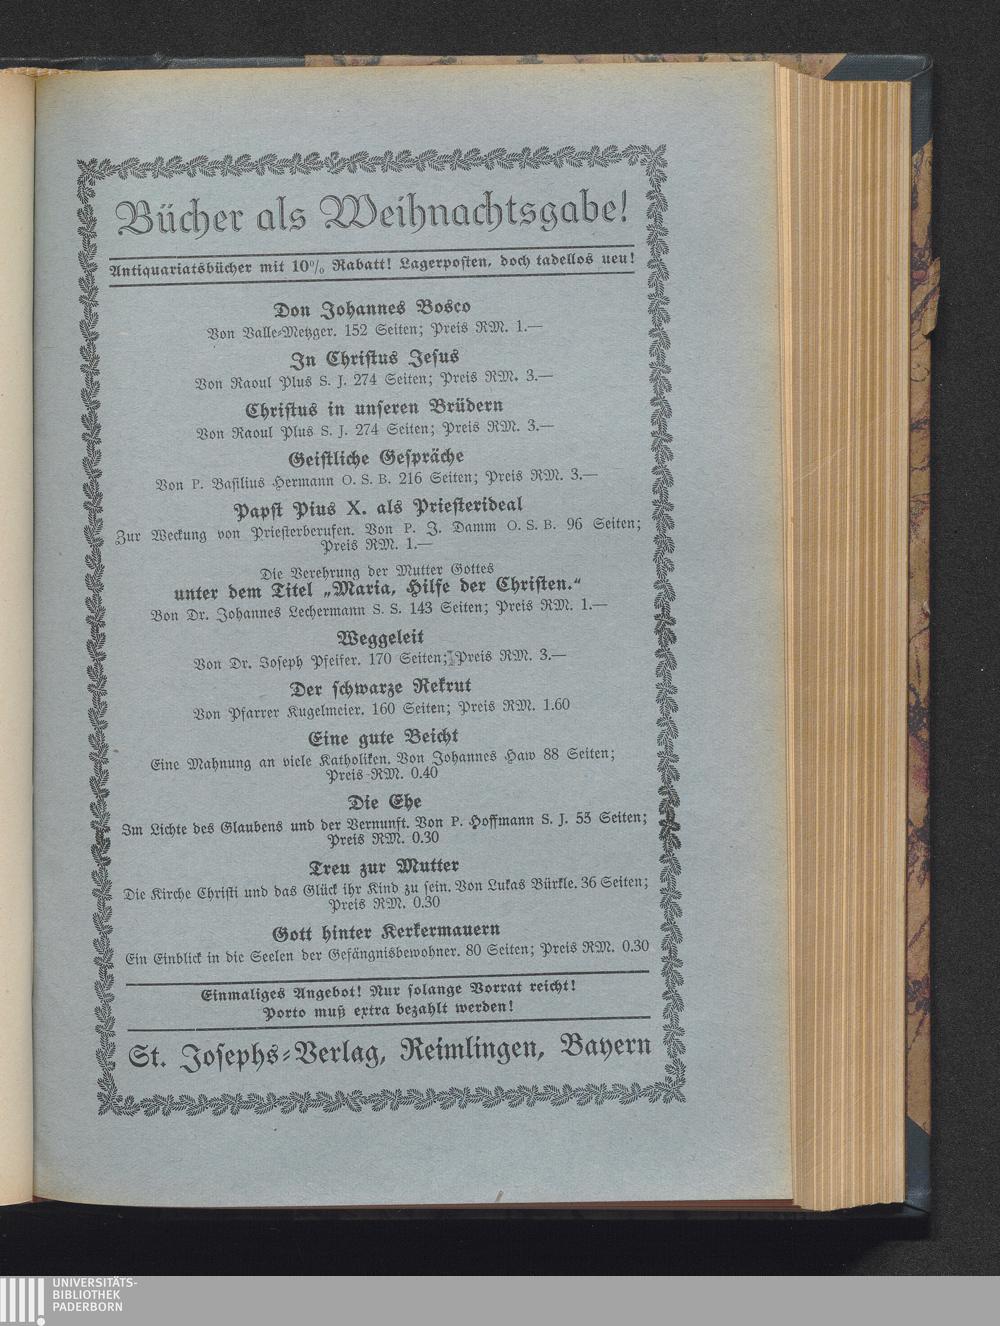 Bücher als Weihnachtsgabe!
Antiquariatsbücher mit 10% Rabatt! Lagerposten, doch tadellos neu!
Don Johannes Bosco
Von Valle-Metzger. 152 Seiten; Preis RM. 1.—
In Christus Jesus
Von Raoul Plus S. J. 274 Seiten; Preis RM. 3.—
Christus in unseren Brüdern
Von Raoul Plus S. J. 274 Seiten; Preis RM. 3.—
Geistliche Gespräche
Von P. Basilius Hermann O. S. B. 216 Seiten; Preis RM. 3.—
Papst Pius X. als Priesterideal
Zur Weckung von Priesterberufen. Von P. J. Damm O. S. B. 96 Seiten;
Preis RM. 1.—
Die Verehrung der Mutter Gottes
unter dem Titel „Maria, Hilfe der Christen.“
Von Dr. Johannes Lechermann S. S. 143 Seiten; Preis RM. 1.—
Weggeleit
Von Dr. Joseph Pfeifer. 170 Seiten; Preis RM. 3.—
Der schwarze Rekrut
Von Pfarrer Kugelmeier. 160 Seiten; Preis RM. 1.60
Eine gute Beicht
Eine Mahnung an viele Katholiken. Von Johannes Haw 88 Seiten;
Preis RM. 0.40
Die Ehe
Im Lichte des Glaubens und der Vernunft. Von P. Hoffmann S. J. 55 Seiten;
Preis RM. 0.30
Treu zur Mutter
Die Kirche Christi und das Glück ihr Kind zu sein. Von Lukas Bürkle. 36 Seiten;
Preis RM. 0.30
Gott hinter Kerkermauern
Ein Einblick in die Seelen der Gefängnisbewohner. 80 Seiten; Preis RM. 0.30
Einmaliges Angebot! Nur solange Vorrat reicht!
Porto muß extra bezahlt werden!
St. Josephs-Verlag, Reimlingen, Bayern
UNIVERSITÄTS-
BIBLIOTHEK
PADERBORN